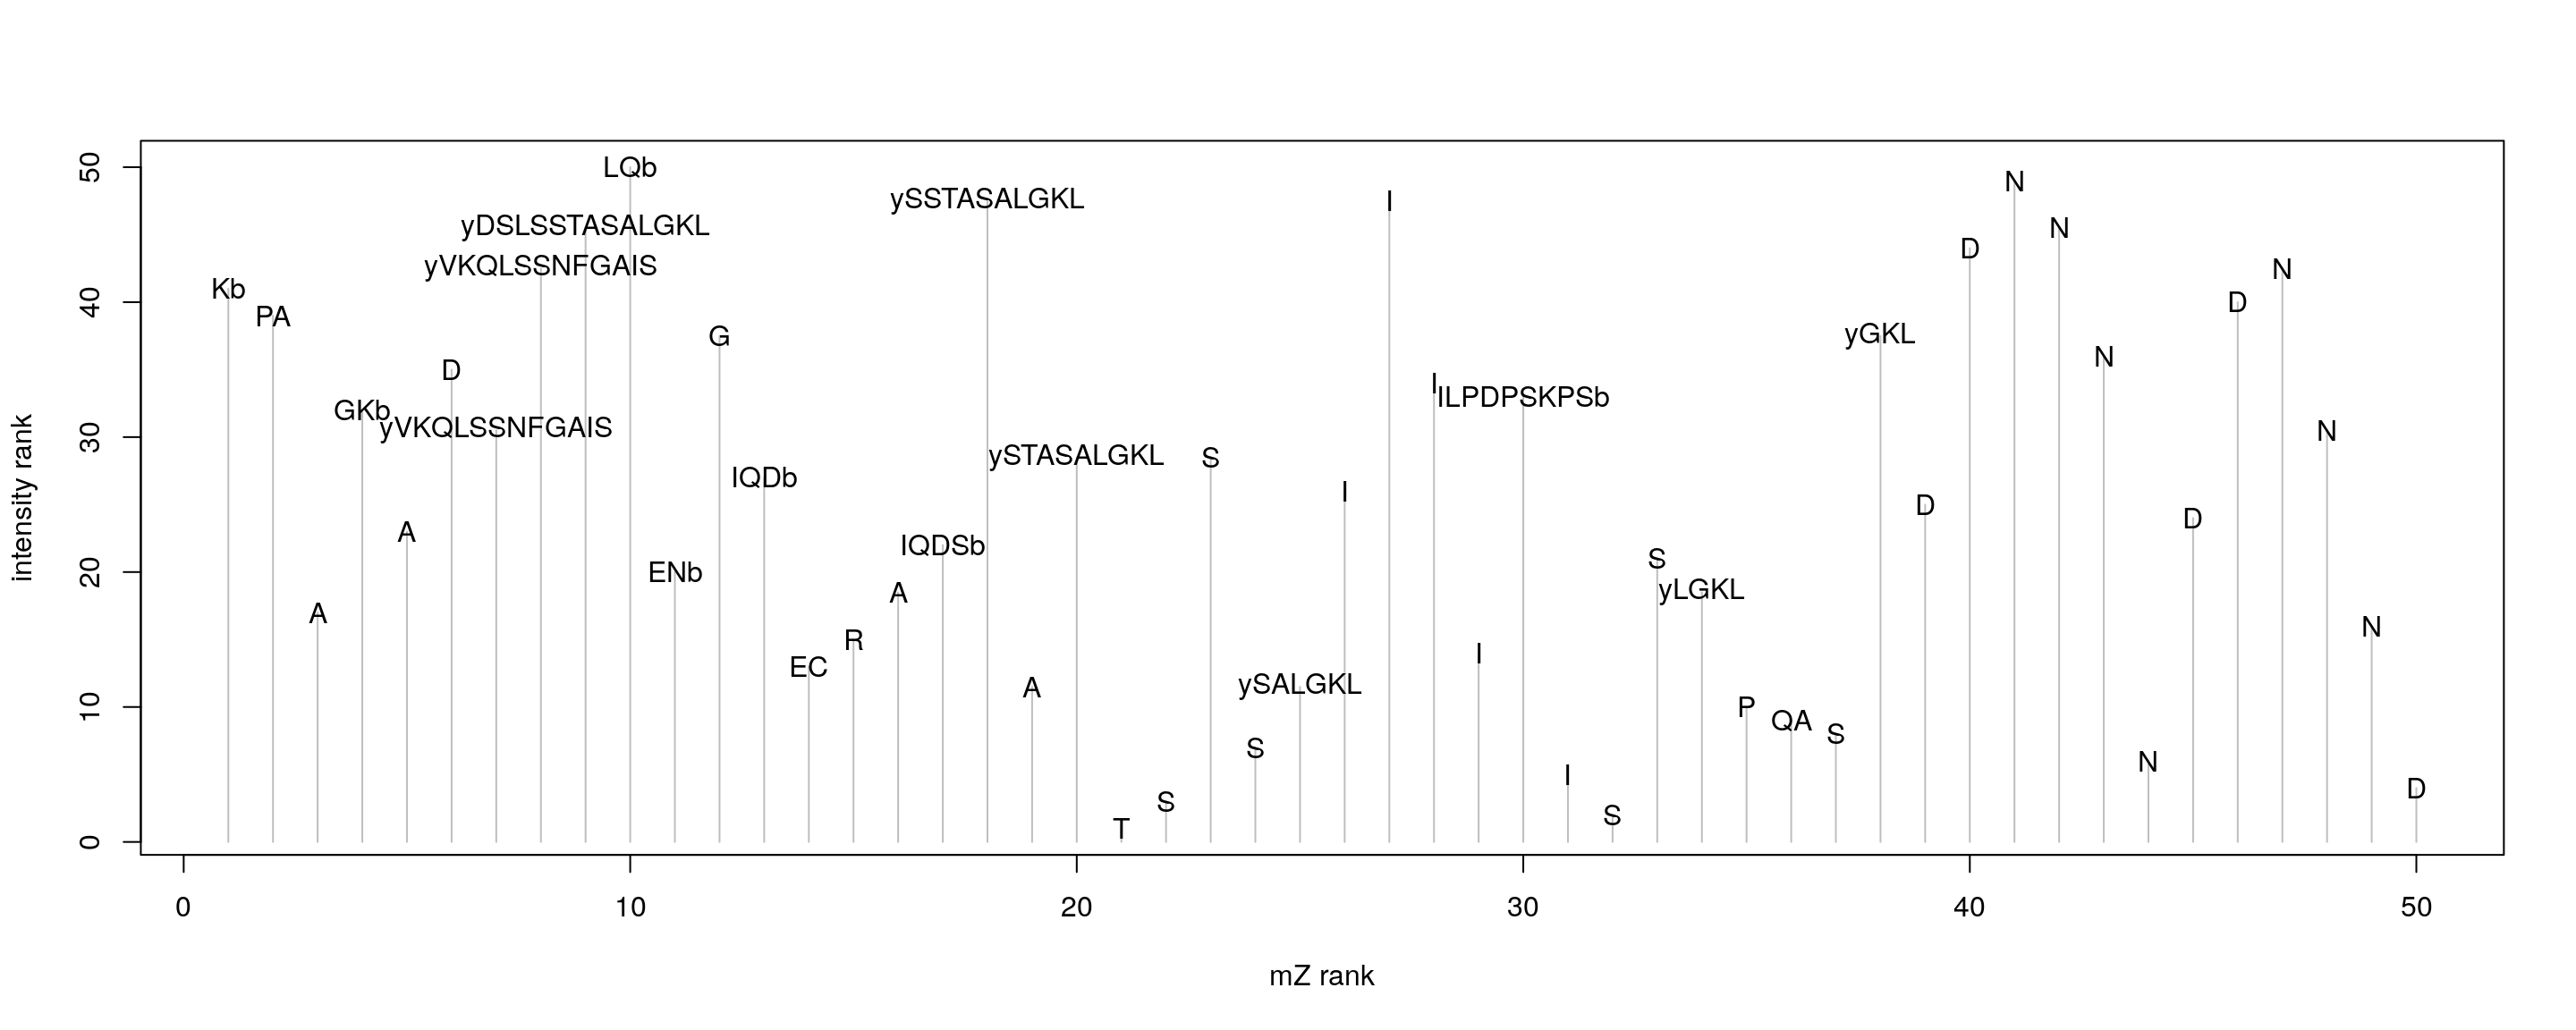 LQb
N
ySSTASALGKL
I
yDSLSSTASALGKL
N
D
yVKQLSSNFGAIS
N
Kb
D
PA
G
yGKL
N
D
I
ILPDPSKPSb
GKb
yVKQLSSNFGAIS
N
ySTASALGKL
S
IQDb
I
D
D
A
IQDSb
S
ENb
A
yLGKL
A
N
R
I
EC
ySALGKL
A
P
QA
S
S
N
I
D
S
S
T
intensity rank
0
10
20
30
40
50
0 10 20 30 40 50
mZ rank